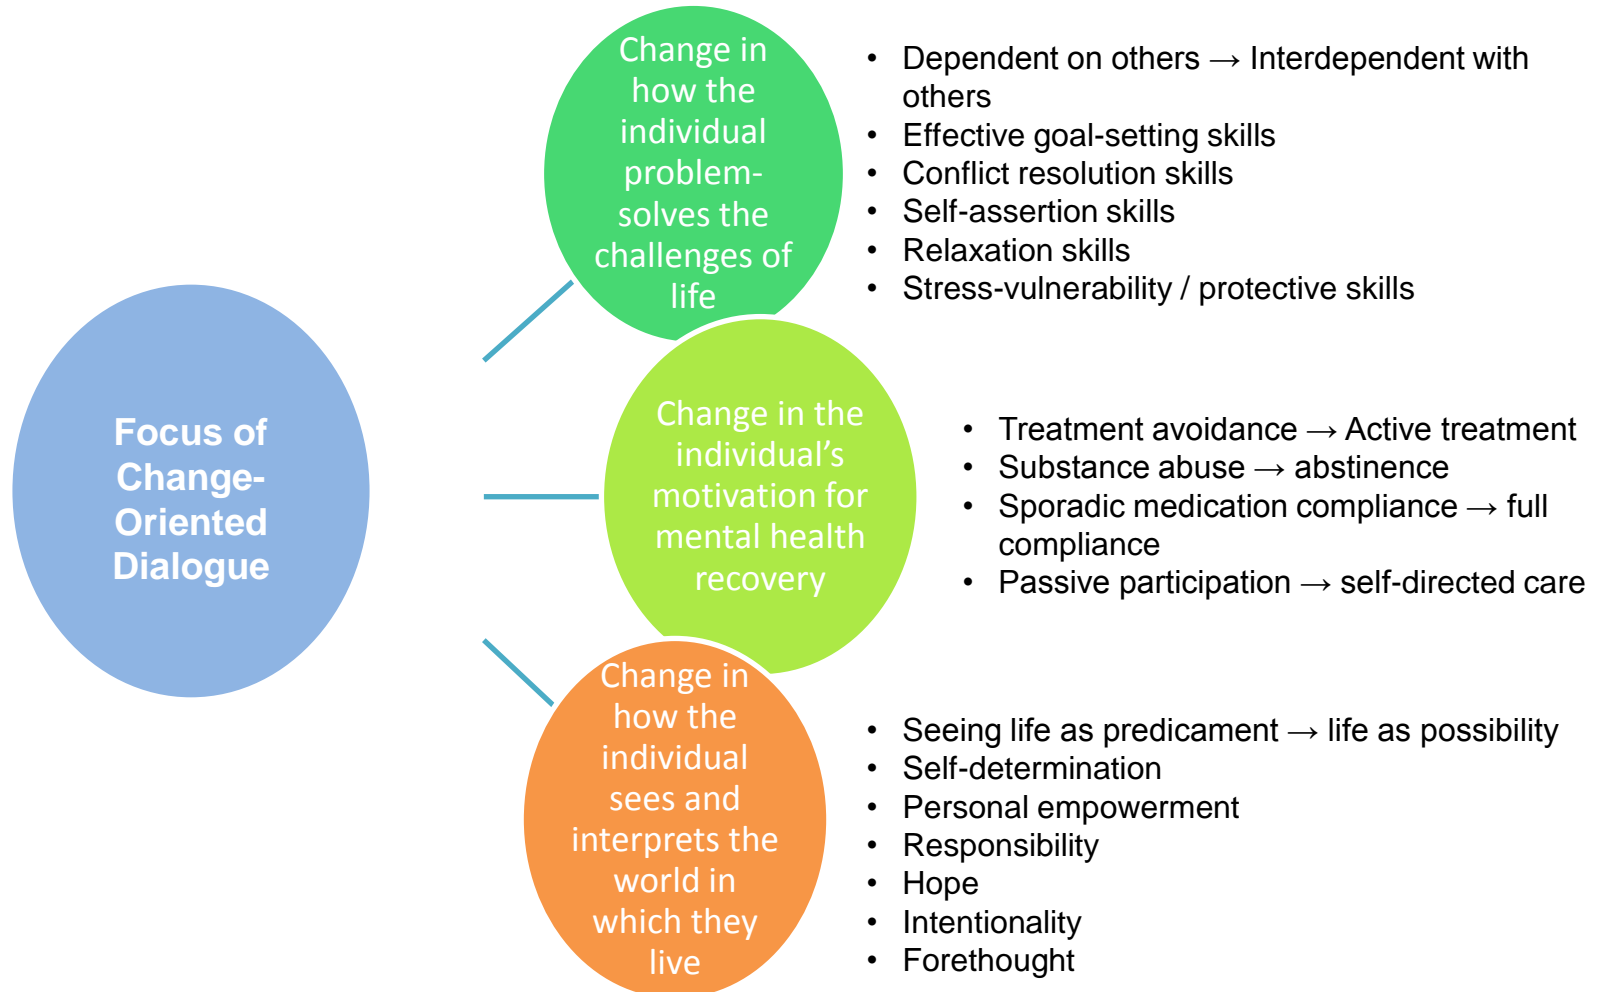 Focus of
Change-
Oriented
Dialogue
Change in
how the
individual
problem-
solves the
challenges of
life
• Dependent on others → Interdependent with
others
• Effective goal-setting skills
• Conflict resolution skills
• Self-assertion skills
• Relaxation skills
• Stress-vulnerability / protective skills
Change in the
individual’s
motivation for
mental health
recovery
• Treatment avoidance → Active treatment
• Substance abuse → abstinence
• Sporadic medication compliance → full
compliance
• Passive participation → self-directed care
Change in
how the
individual
sees and
interprets the
world in
which they
live
• Seeing life as predicament → life as possibility
• Self-determination
• Personal empowerment
• Responsibility
• Hope
• Intentionality
• Forethought